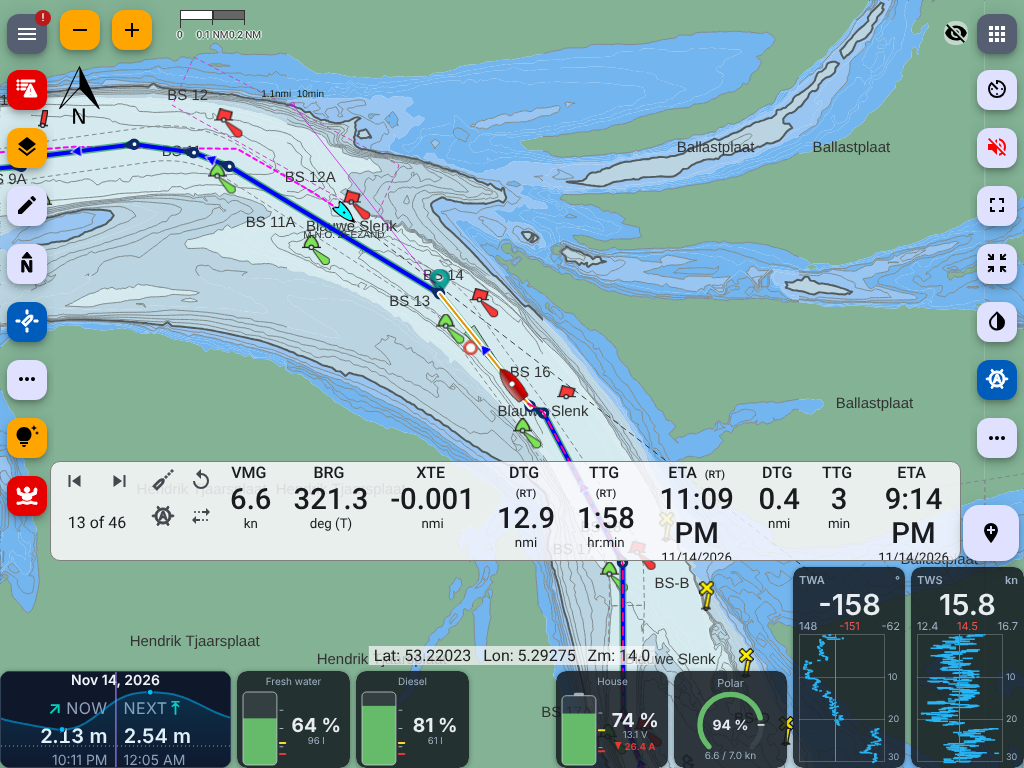 !
0 0.1 NM 0.2 NM
N
1.1nmi 10min
BS 12
BS 12A
BS 11A
Blauwe Slenk
BS 14
BS 13
BS 16
Blauwe Slenk
Ballastplaat
Ballastplaat
Ballastplaat
N
A
13 of 46
VMG
6.6
kn
BRG
321.3
deg (T)
XTE
-0.001
nmi
DTG
(RT)
12.9
nmi
TTG
(RT)
1:58
hr:min
ETA (RT)
11:09
PM
11/14/2026
DTG
0.4
nmi
TTG
3
min
ETA
9:14
PM
11/14/2026
Hendrik Tjaarsplaat
Hendrik Tjaarsplaat
BS-B
Ballastplaat
Hendrik Tjaarsplaat
Lat: 53.22023 Lon: 5.29275 Zm: 14.0
Nov 14, 2026
NOW
2.13 m
10:11 PM
NEXT
2.54 m
12:05 AM
Fresh water
64 %
96 l
Diesel
81 %
61 l
House
74 %
13.1 V
▼ 26.4 A
Polar
94 %
6.6 / 7.0 kn
TWA °
-158
148 -151 -62
10
20
30
TWS kn
15.8
12.4 14.5 16.7
10
20
30